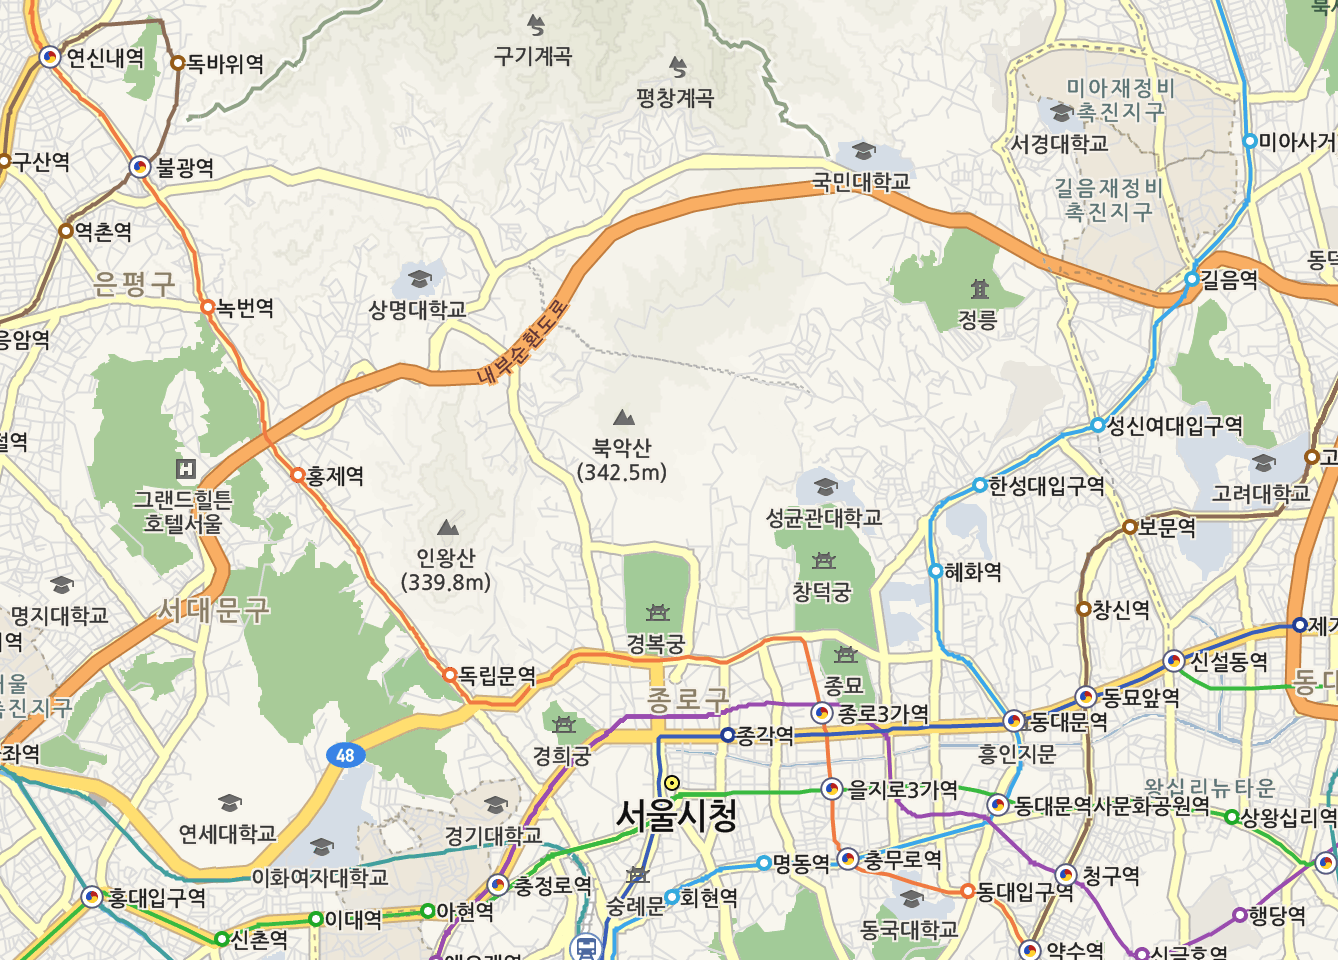 연신내역
독바위역
구기계곡
평창계곡
미아재정비
촉진지구
서경대학교
미아사거
구산역
불광역
국민대학교
길음재정비
촉진지구
역촌역
은평구
상명대학교
녹번역
내부순환도로
정릉
길음역
응암역
북악산
(342.5m)
성신여대입구역
그랜드힐튼
호텔서울
홍제역
한성대입구역
고려대학교
성균관대학교
보문역
인왕산
(339.8m)
창덕궁
혜화역
명지대학교
서대문구
경복궁
창신역
제기
신설동역
독립문역
종로구
종묘
동묘앞역
동대
촉진지구
종로3가역
동대문역
경희궁
종각역
흥인지문
48
서울시청
을지로3가역
왕십리뉴타운
동대문역사문화공원역
상왕십리역
연세대학교
경기대학교
이화여자대학교
명동역
충무로역
홍대입구역
충정로역
숭례문
회현역
동대입구역
청구역
신촌역
이대역
아현역
동국대학교
행당역
약수역
신금호역